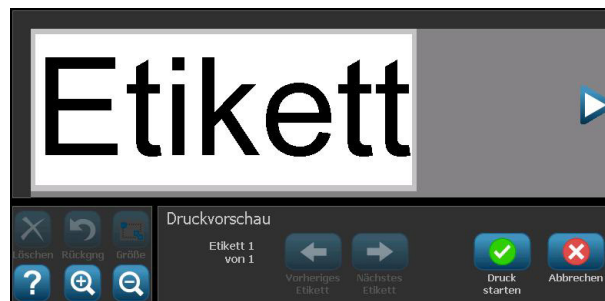 Etikett
Druckvorschau
Etikett 1
von 1
Vorheriges
Etikett
Nächstes
Etikett
Druck
starten
Abbrechen
Löschen Rückgng Größe
?